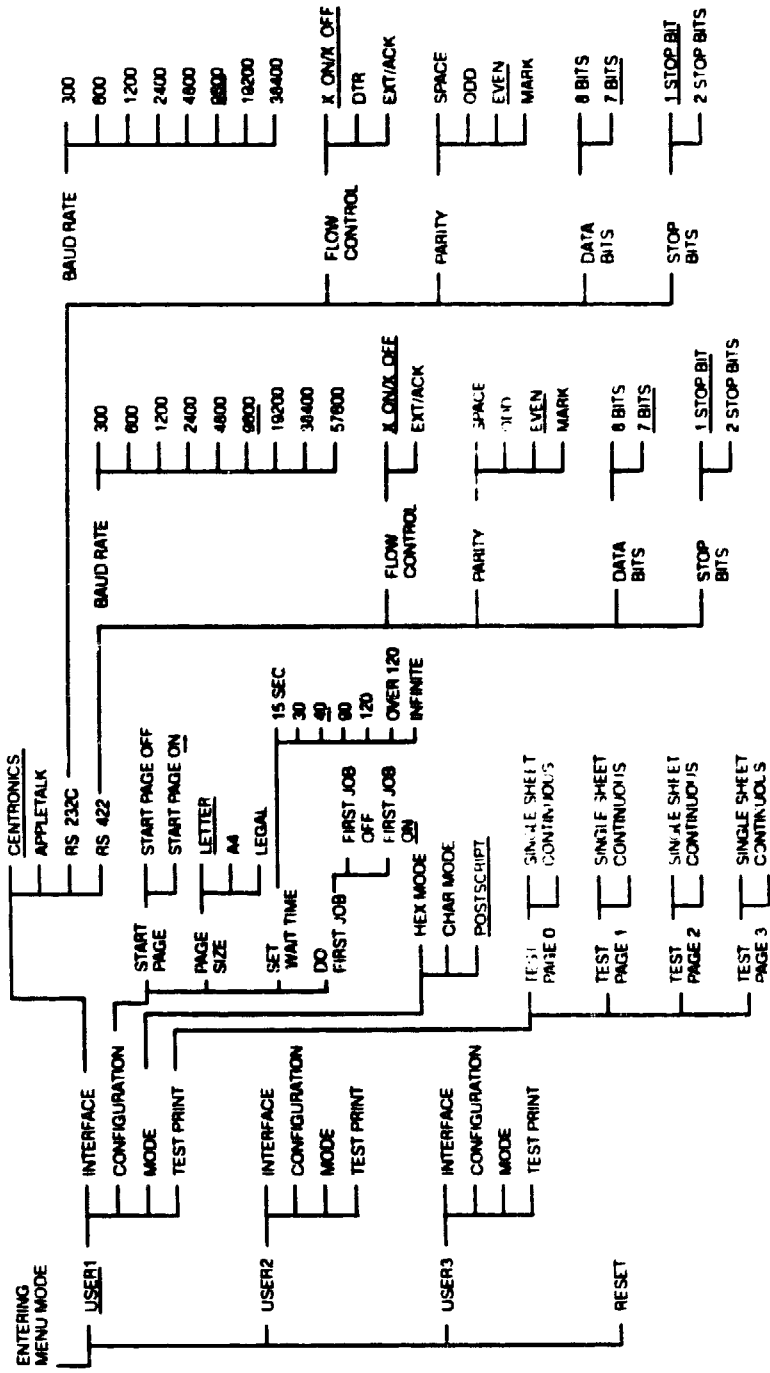 ENTERING
MENU MODE
USER1
INTERFACE
CENTRONICS
APPLETALK
RS 232C
BAUD RATE
300
600
1200
2400
4800
9600
19200
38400
FLOW
CONTROL
X ON/X OFF
DTR
EXT/ACK
PARITY
SPACE
ODD
EVEN
MARK
DATA
BITS
8 BITS
7 BITS
STOP
BITS
1 STOP BIT
2 STOP BITS
RS 422
BAUD RATE
300
600
1200
2400
4800
9600
19200
38400
57600
FLOW
CONTROL
X ON/X OFF
EXT/ACK
PARITY
SPACE
ODD
EVEN
MARK
DATA
BITS
8 BITS
7 BITS
STOP
BITS
1 STOP BIT
2 STOP BITS
CONFIGURATION
START
PAGE
START PAGE OFF
START PAGE ON
PAGE
SIZE
LETTER
A4
LEGAL
SET
WAIT TIME
15 SEC
30
40
90
120
OVER 120
INFINITE
DO
FIRST JOB
FIRST JOB
OFF
FIRST JOB
ON
MODE
HEX MODE
CHAR MODE
POSTSCRIPT
TEST PRINT
TEST
PAGE 0
SINGLE SHEET
CONTINUOUS
TEST
PAGE 1
SINGLE SHEET
CONTINUOUS
TEST
PAGE 2
SINGLE SHEET
CONTINUOUS
TEST
PAGE 3
SINGLE SHEET
CONTINUOUS
USER2
INTERFACE
CONFIGURATION
MODE
TEST PRINT
USER3
INTERFACE
CONFIGURATION
MODE
TEST PRINT
RESET